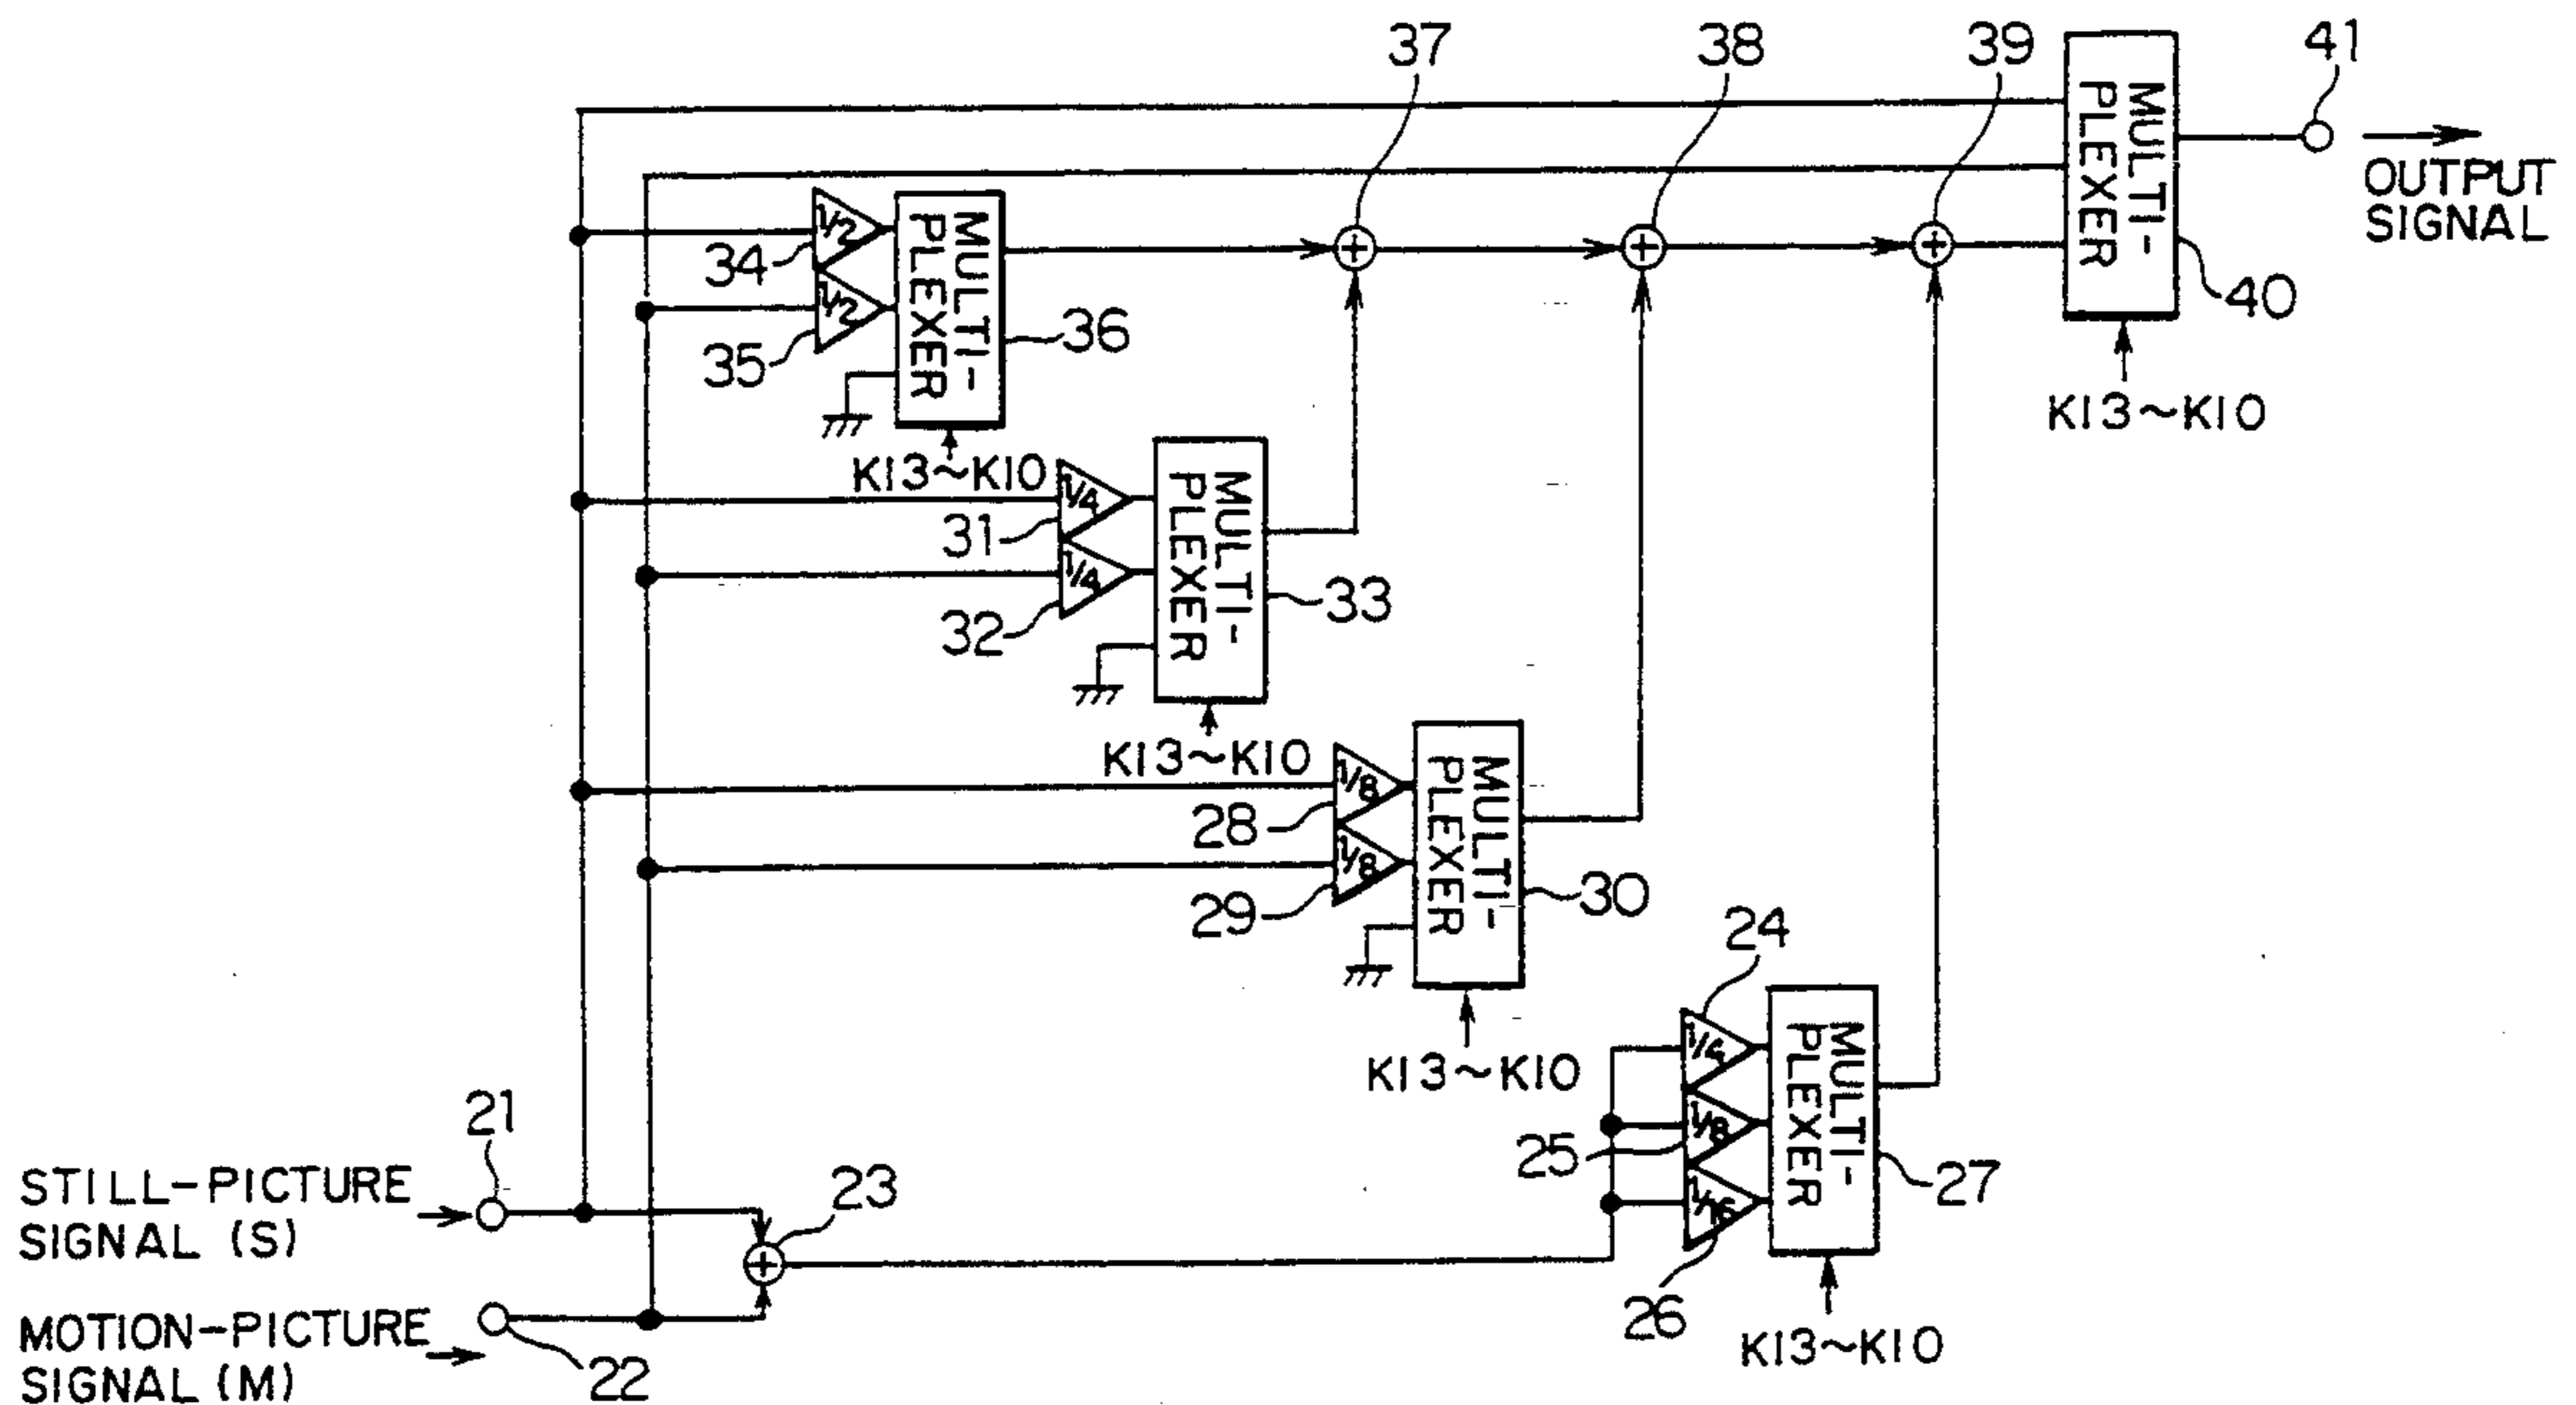 37
38
39
41
MULTI-
PLEXER
OUTPUT
SIGNAL
40
K13~K10
1/2
34
1/2
35
MULTI-
PLEXER
36
K13~K10
1/4
31
1/4
32
MULTI-
PLEXER
33
K13~K10
1/8
28
1/8
29
MULTI-
PLEXER
30
K13~K10
24
1/4
25
1/8
1/16
26
MULTI-
PLEXER
27
K13~K10
21
STILL-PICTURE
SIGNAL (S)
23
MOTION-PICTURE
SIGNAL (M)
22